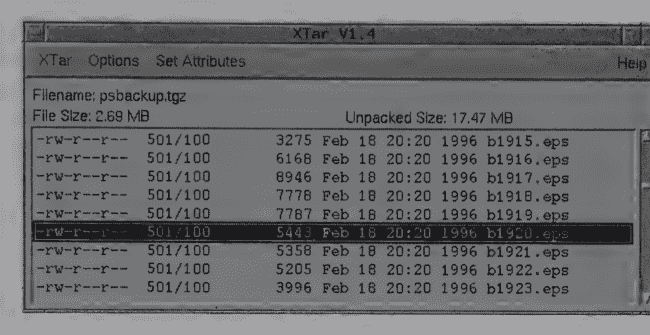 XTar V1.4
XTar Options Set Attributes Help
Filename: psbackup.tgz
File Size: 2.69 MB Unpacked Size: 17.47 MB
-rw-r--r-- 501/100 3275 Feb 18 20:20 1996 b1915.eps
-rw-r--r-- 501/100 6168 Feb 18 20:20 1996 b1916.eps
-rw-r--r-- 501/100 8946 Feb 18 20:20 1996 b1917.eps
-rw-r--r-- 501/100 7778 Feb 18 20:20 1996 b1918.eps
-rw-r--r-- 501/100 7787 Feb 18 20:20 1996 b1919.eps
-rw-r--r-- 501/100 5443 Feb 18 20:20 1996 b1920.eps
-rw-r--r-- 501/100 5358 Feb 18 20:20 1996 b1921.eps
-rw-r--r-- 501/100 5205 Feb 18 20:20 1996 b1922.eps
-rw-r--r-- 501/100 3996 Feb 18 20:20 1996 b1923.eps